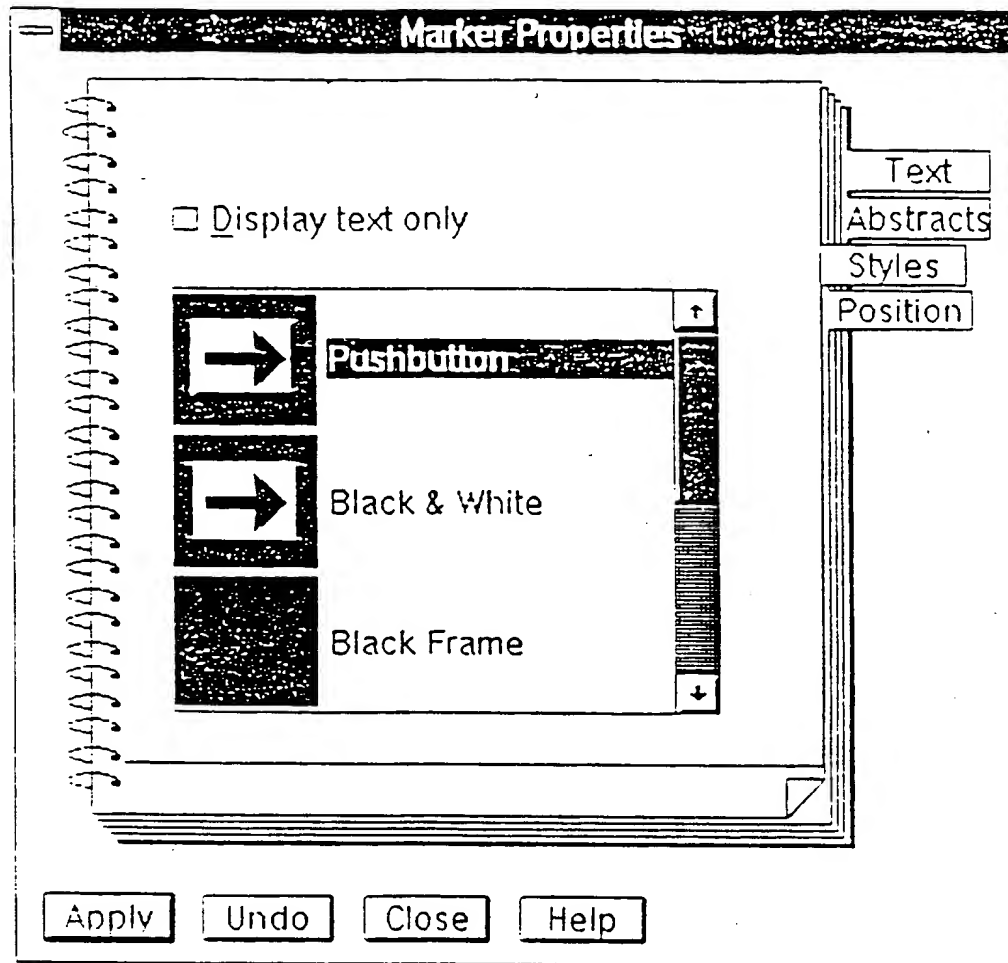 Marker Properties
Text
Display text only
Abstracts
Styles
Position
Pushbutton
Black & White
Black Frame
Apply Undo Close Help